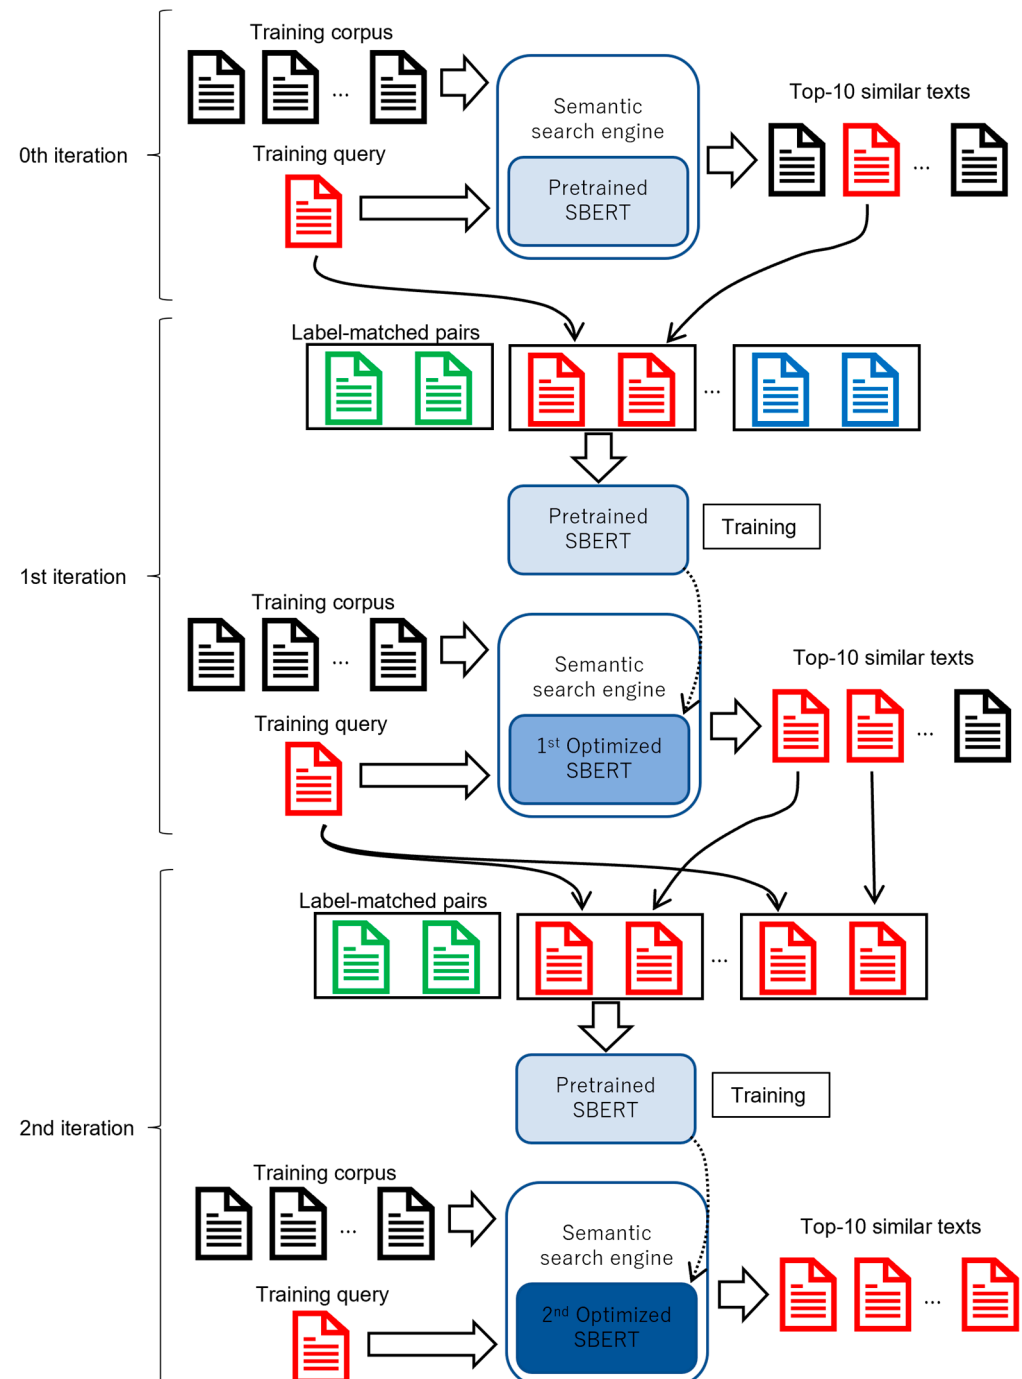 Training corpus
...
Top-10 similar texts
Semantic
search engine
0th iteration
Training query
...
Pretrained
SBERT
Label-matched pairs
...
Pretrained
SBERT
Training
1st iteration
Training corpus
...
Top-10 similar texts
Semantic
search engine
Training query
...
1st Optimized
SBERT
Label-matched pairs
...
Pretrained
SBERT
Training
2nd iteration
Training corpus
...
Top-10 similar texts
Semantic
search engine
Training query
...
2nd Optimized
SBERT